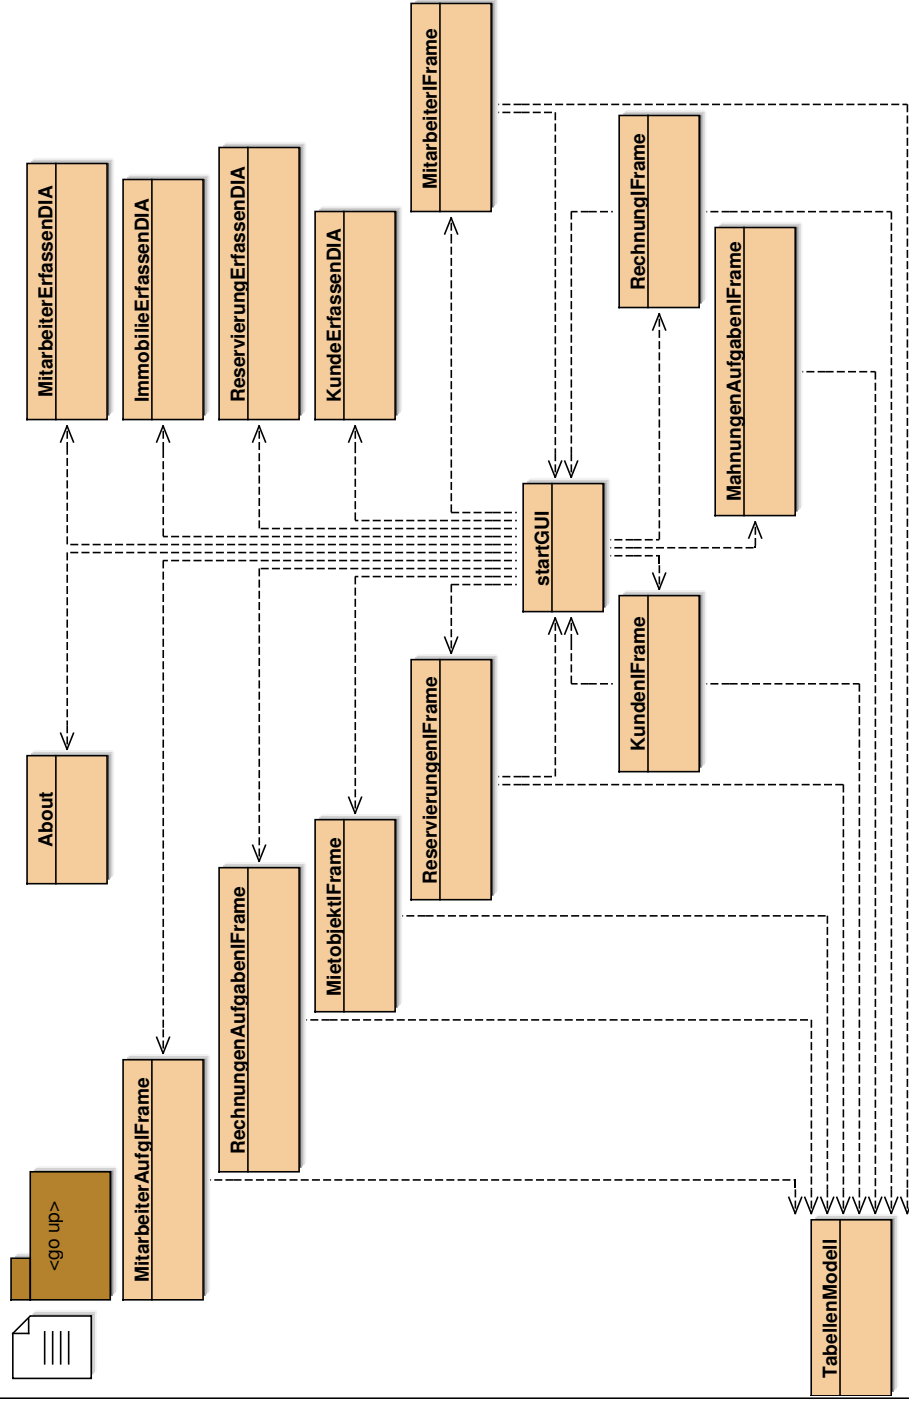 <go up>
About
MitarbeiterErfassenDIA
MitarbeiterAufgIFrame
ImmobilieErfassenDIA
RechnungenAufgabenIFrame
ReservierungErfassenDIA
MietobjektIFrame
KundeErfassenDIA
ReservierungenIFrame
MitarbeiterIFrame
startGUI
KundenIFrame
RechnungIFrame
MahnungenAufgabenIFrame
TabellenModell